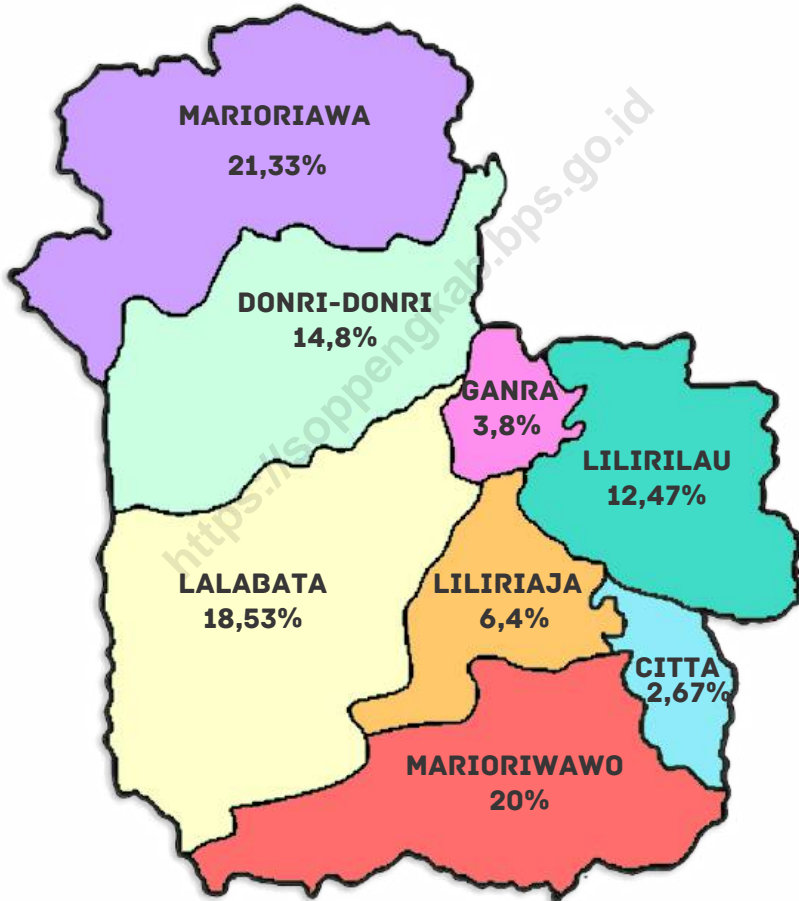 MARIORIAWA
21,33%
DONRI-DONRI
14,8%
GANRA
3,8%
LILIRILAU
12,47%
LALABATA
18,53%
LILIRIAJA
6,4%
CITTA
2,67%
MARIORIWAWO
20%
https://soppengkab.bps.go.id